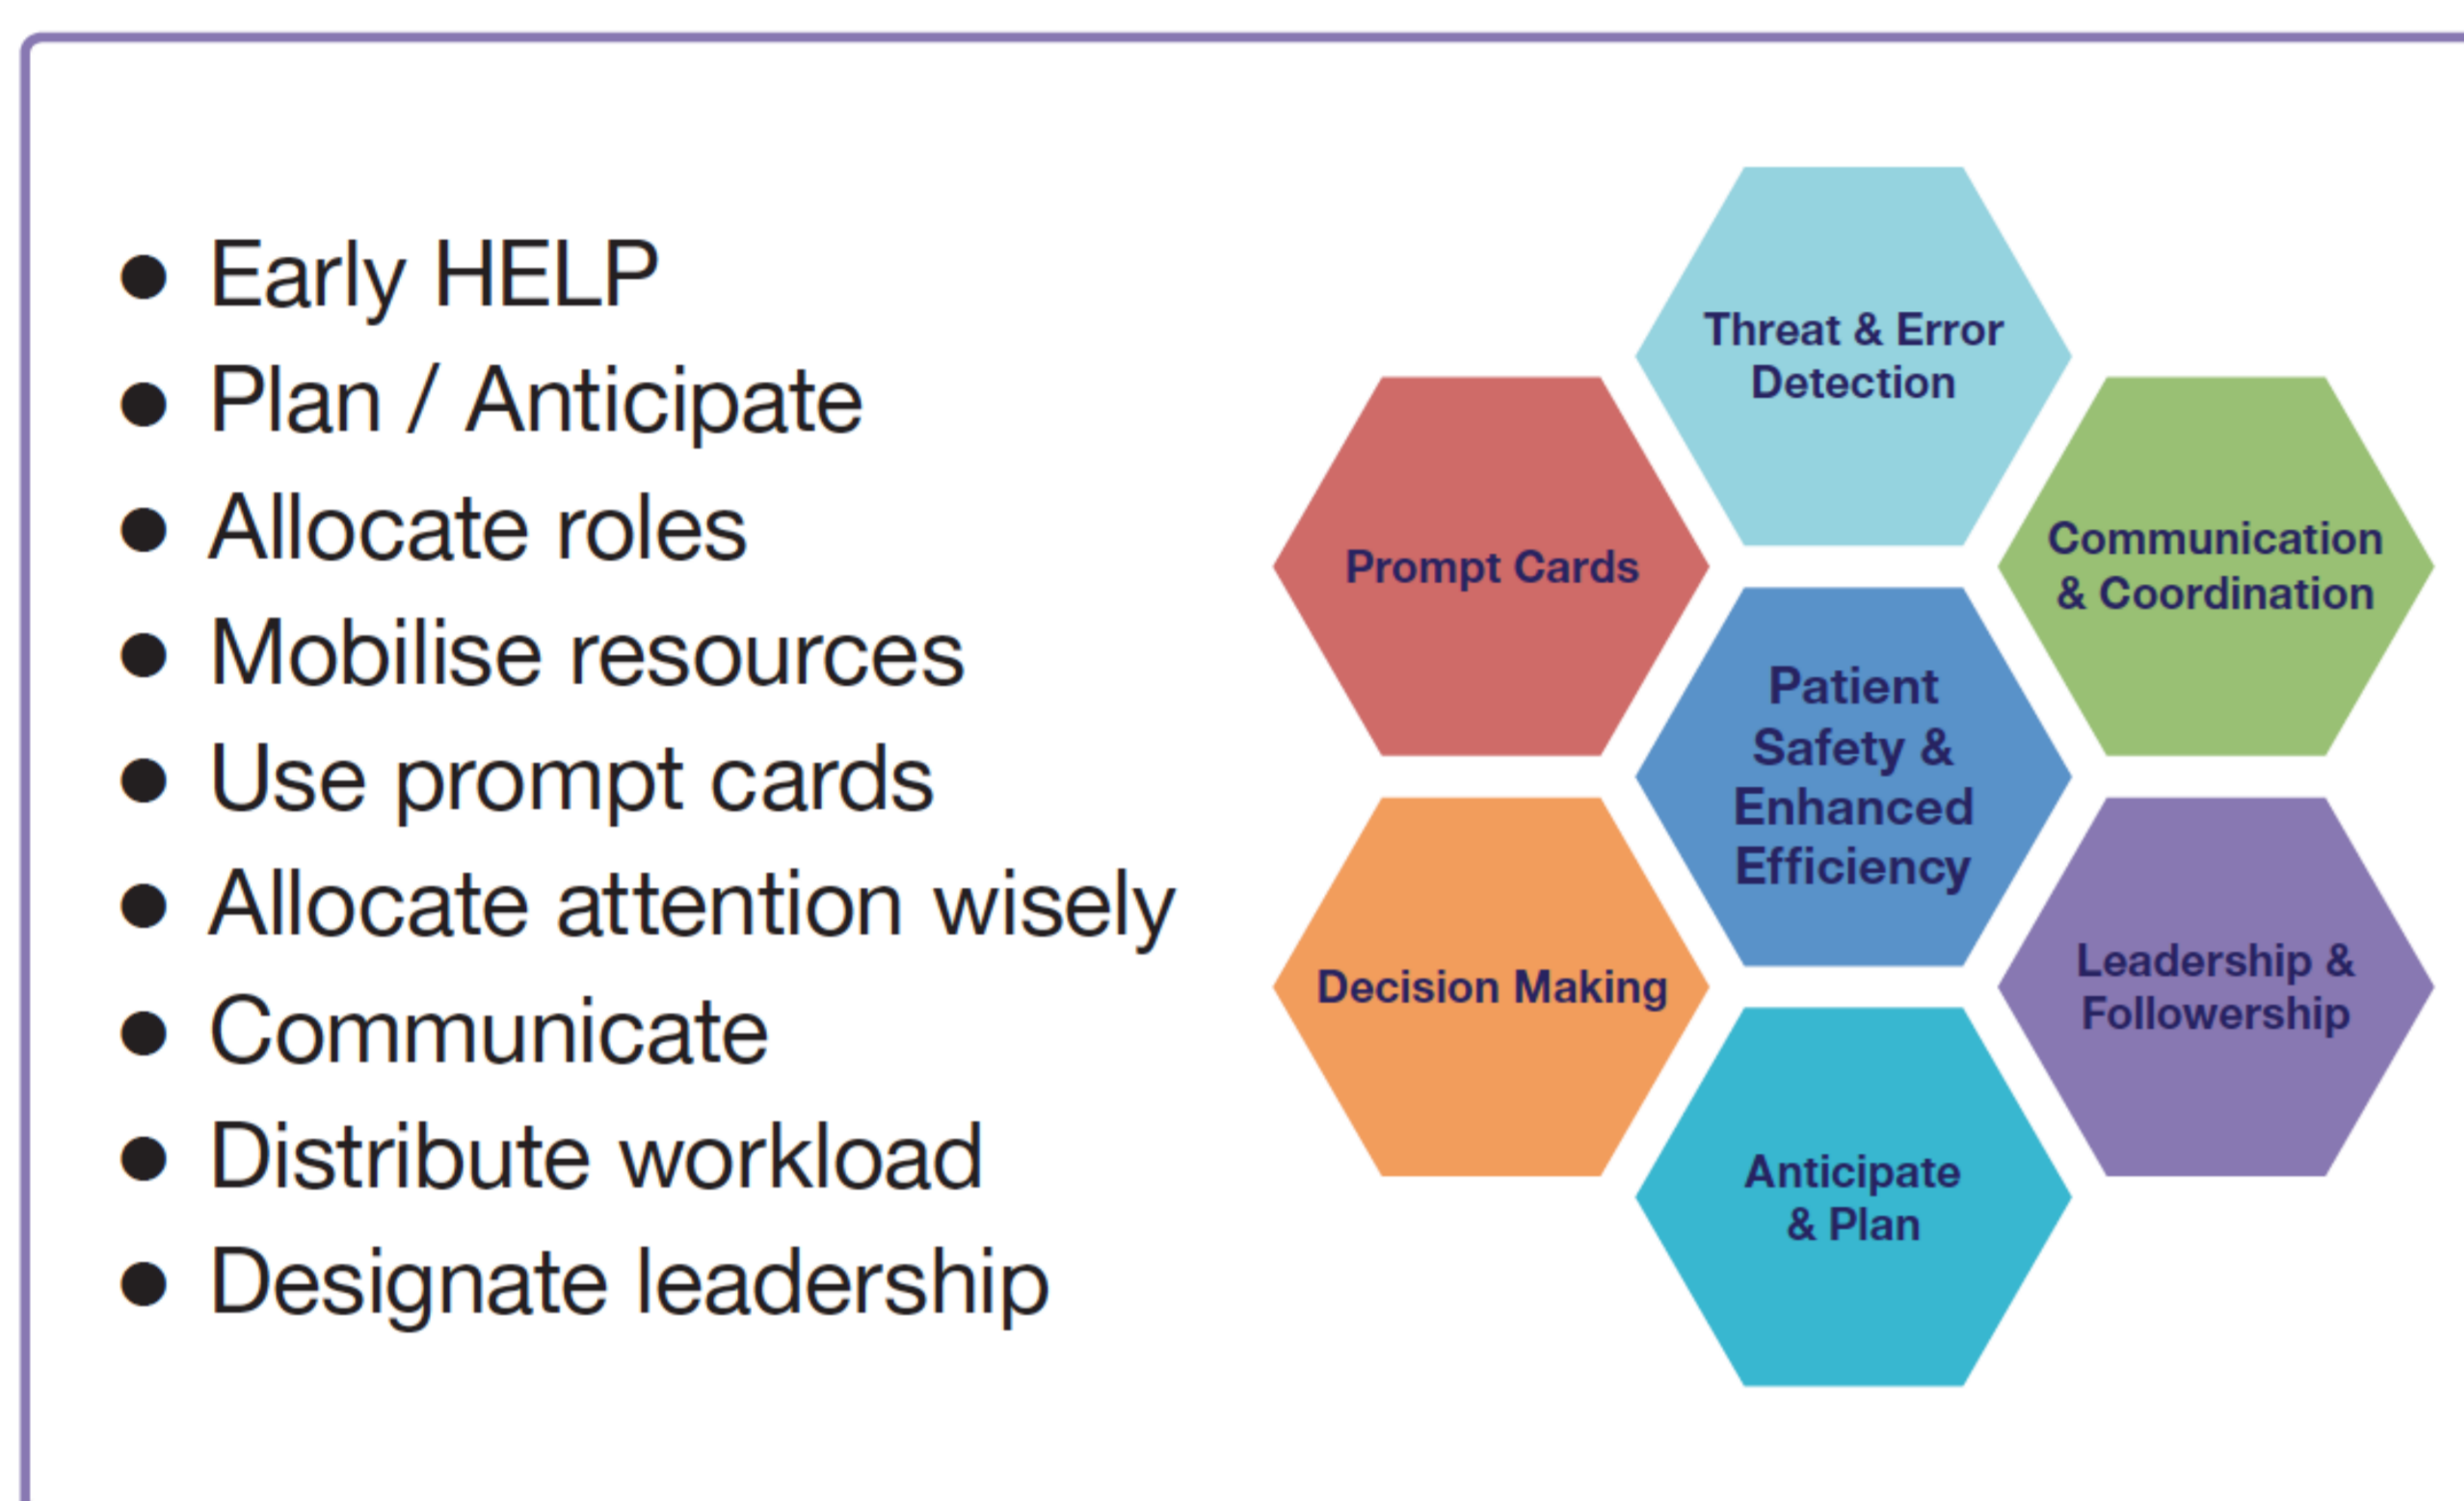 ● Early HELP
● Plan / Anticipate
● Allocate roles
● Mobilise resources
● Use prompt cards
● Allocate attention wisely
● Communicate
● Distribute workload
● Designate leadership
Threat & Error
Detection
Prompt Cards
Communication
& Coordination
Patient
Safety &
Enhanced
Efficiency
Decision Making
Leadership &
Followership
Anticipate
& Plan